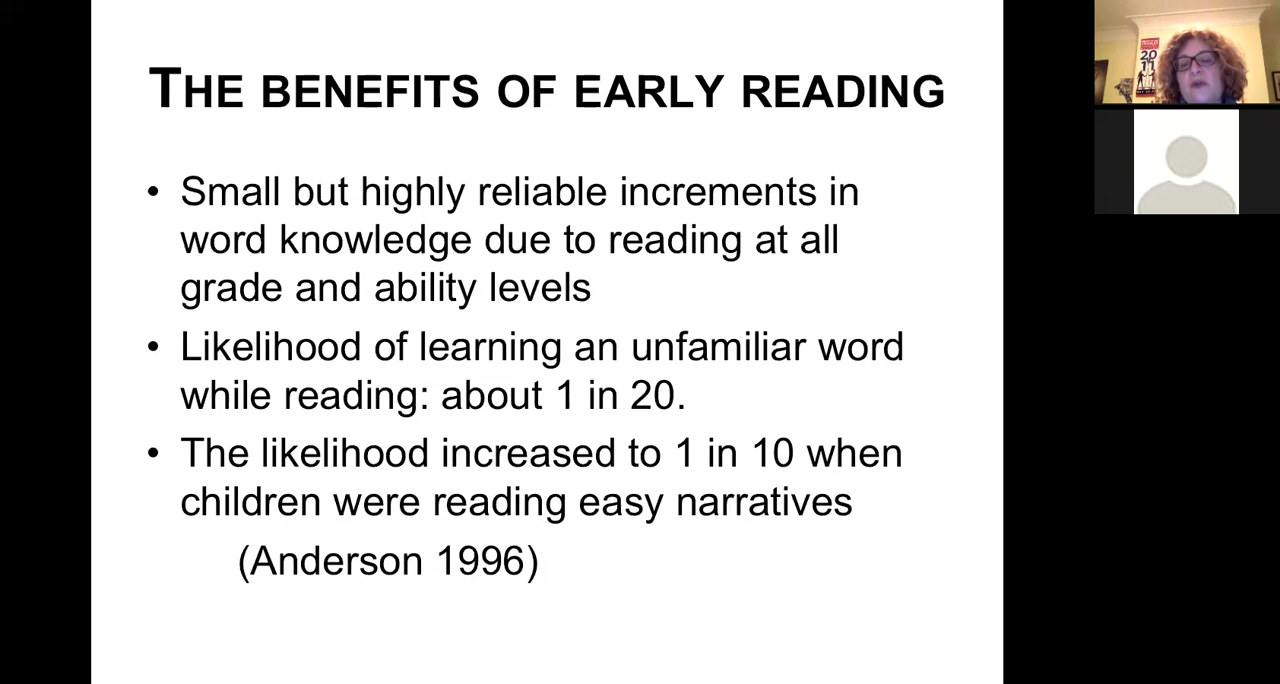 THE BENEFITS OF EARLY READING
• Small but highly reliable increments in
word knowledge due to reading at all
grade and ability levels
• Likelihood of learning an unfamiliar word
while reading: about 1 in 20.
• The likelihood increased to 1 in 10 when
children were reading easy narratives
(Anderson 1996)
20
11